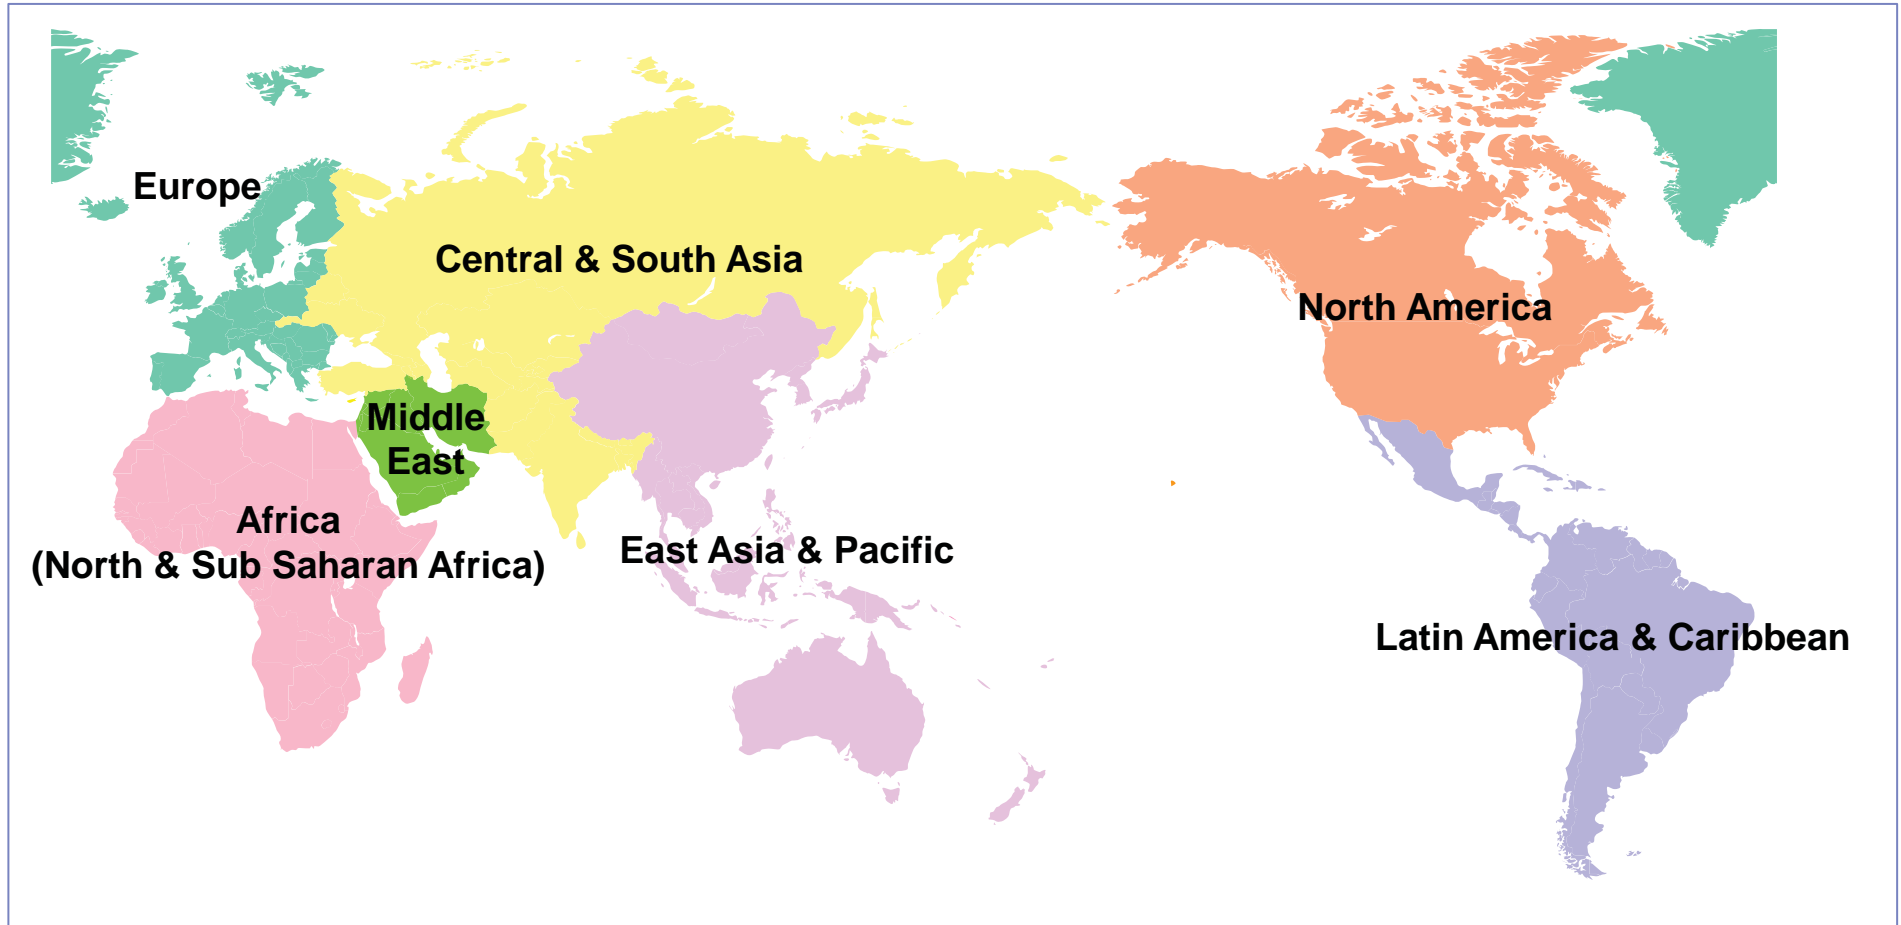 Europe
Central & South Asia
North America
Middle
East
Africa
(North & Sub Saharan Africa)
East Asia & Pacific
Latin America & Caribbean